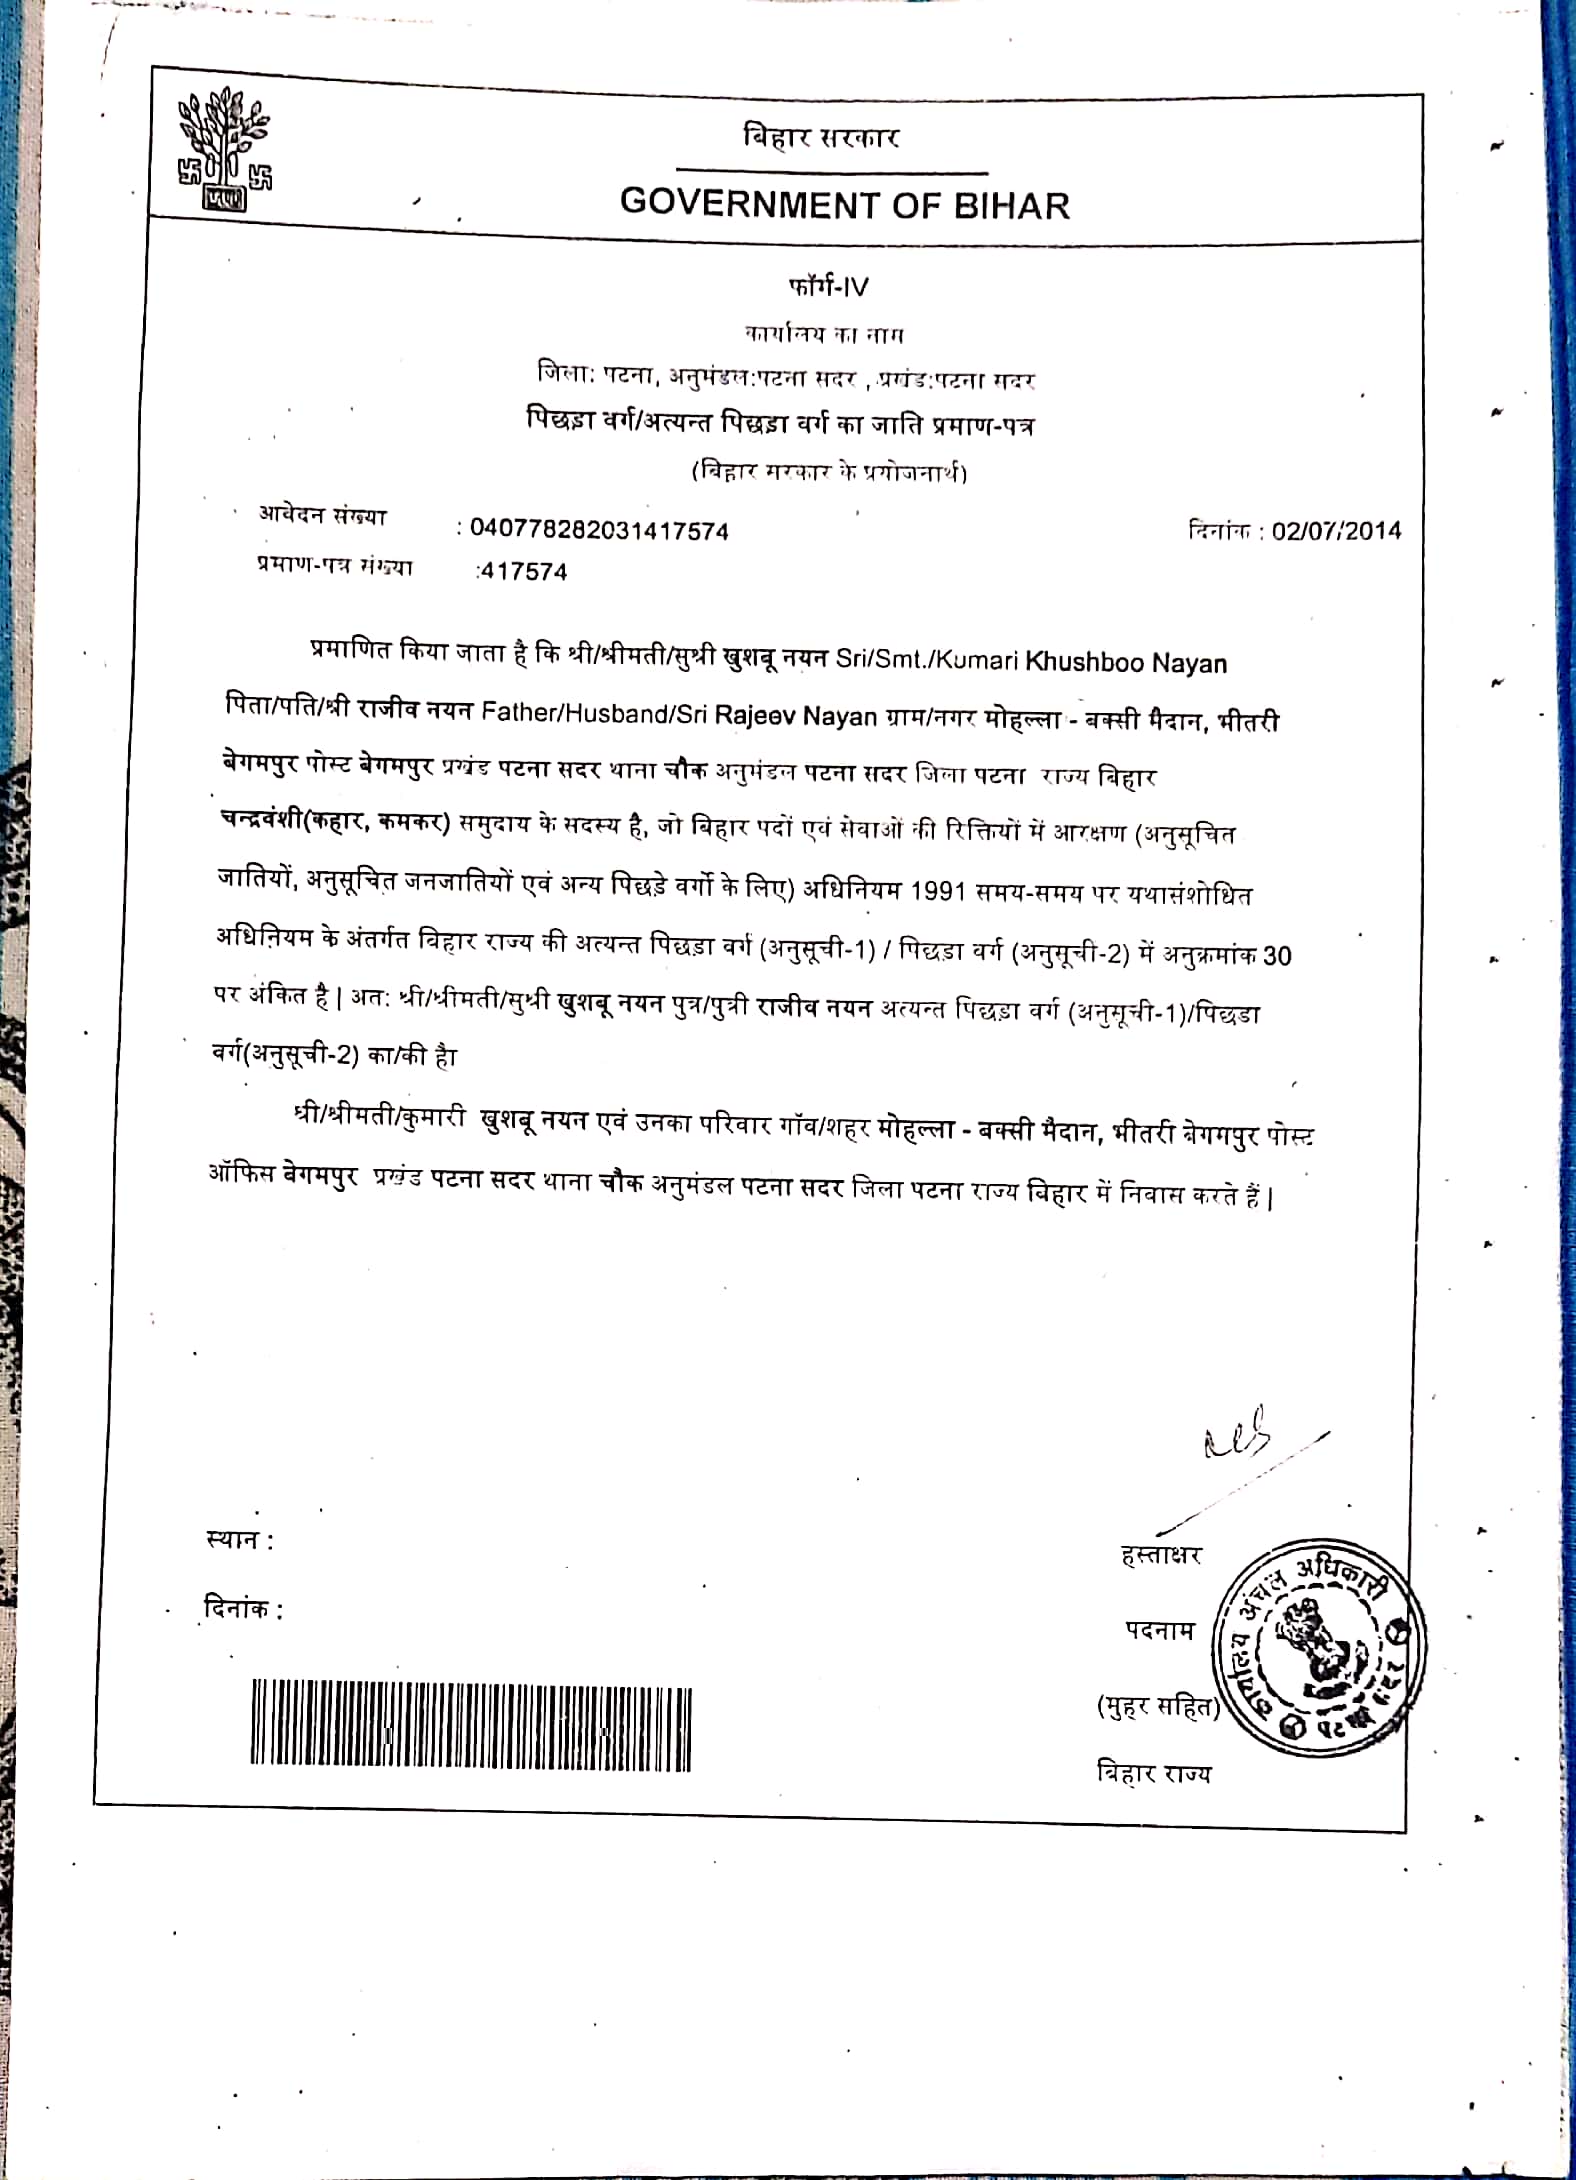 बिहार सरकार
GOVERNMENT OF BIHAR
फॉर्म-IV
कार्यालय का नाम
जिला: पटना, अनुमंडल:पटना सदर , प्रखंड:पटना सदर
पिछड़ा वर्ग/अत्यन्त पिछड़ा वर्ग का जाति प्रमाण-पत्र
(बिहार सरकार के प्रयोजनार्थ)
आवेदन संख्या : 040778282031417574 दिनांक : 02/07/2014
प्रमाण-पत्र संख्या :417574
प्रमाणित किया जाता है कि श्री/श्रीमती/सुश्री खुशबू नयन Sri/Smt./Kumari Khushboo Nayan
पिता/पति/श्री राजीव नयन Father/Husband/Sri Rajeev Nayan ग्राम/नगर मोहल्ला - बक्सी मैदान, भीतरी
बेगमपुर पोस्ट बेगमपुर प्रखंड पटना सदर थाना चौक अनुमंडल पटना सदर जिला पटना राज्य बिहार
चन्द्रवंशी(कहार, कमकर) समुदाय के सदस्य है, जो बिहार पदों एवं सेवाओं की रिक्तियों में आरक्षण (अनुसूचित
जातियों, अनुसूचित जनजातियों एवं अन्य पिछड़े वर्गो के लिए) अधिनियम 1991 समय-समय पर यथासंशोधित
अधिनियम के अंतर्गत बिहार राज्य की अत्यन्त पिछड़ा वर्ग (अनुसूची-1) / पिछड़ा वर्ग (अनुसूची-2) में अनुक्रमांक 30
पर अंकित है | अत: श्री/श्रीमती/सुश्री खुशबू नयन पुत्र/पुत्री राजीव नयन अत्यन्त पिछड़ा वर्ग (अनुसूची-1)/पिछडा
वर्ग(अनुसूची-2) का/की है।
श्री/श्रीमती/कुमारी खुशबू नयन एवं उनका परिवार गॉव/शहर मोहल्ला - बक्सी मैदान, भीतरी बेगमपुर पोस्ट
ऑफिस बेगमपुर प्रखंड पटना सदर थाना चौक अनुमंडल पटना सदर जिला पटना राज्य बिहार में निवास करते हैं |
स्थान :
दिनांक :
हस्ताक्षर
पदनाम
(मुहर सहित)
बिहार राज्य
कार्यालय अंचल अधिकारी
पटना सदर